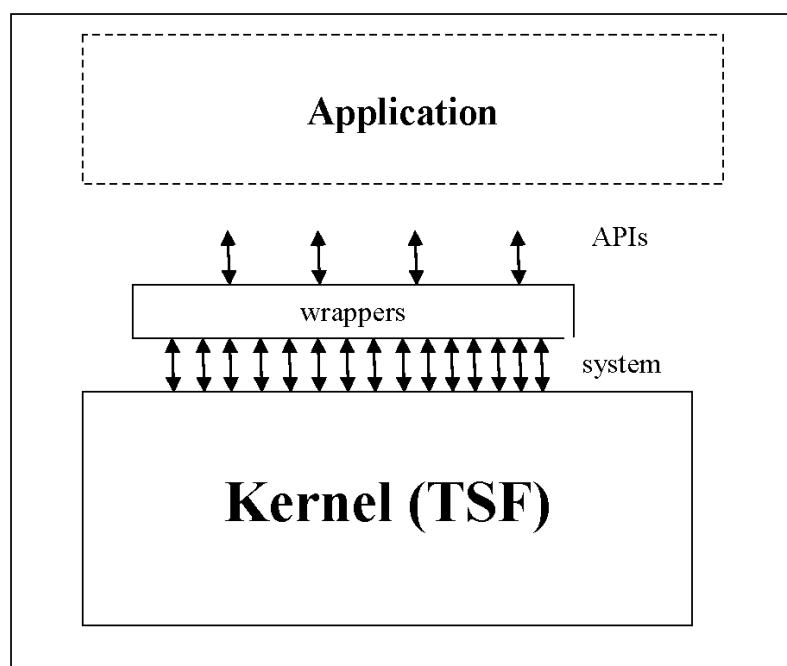 Application
APIs
wrappers
system
Kernel (TSF)